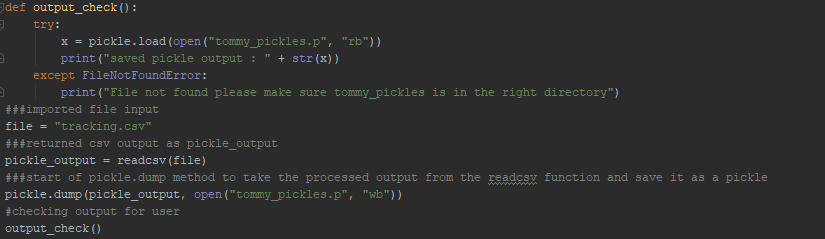 def output_check():
    try:
        x = pickle.load(open("tommy_pickles.p", "rb"))
        print("saved pickle output : " + str(x))
    except FileNotFoundError:
        print("File not found please make sure tommy_pickles is in the right directory")
###imported file input
file = "tracking.csv"
###returned csv output as pickle_output
pickle_output = readcsv(file)
###start of pickle.dump method to take the processed output from the readcsv function and save it as a pickle
pickle.dump(pickle_output, open("tommy_pickles.p", "wb"))
#checking output for user
output_check()